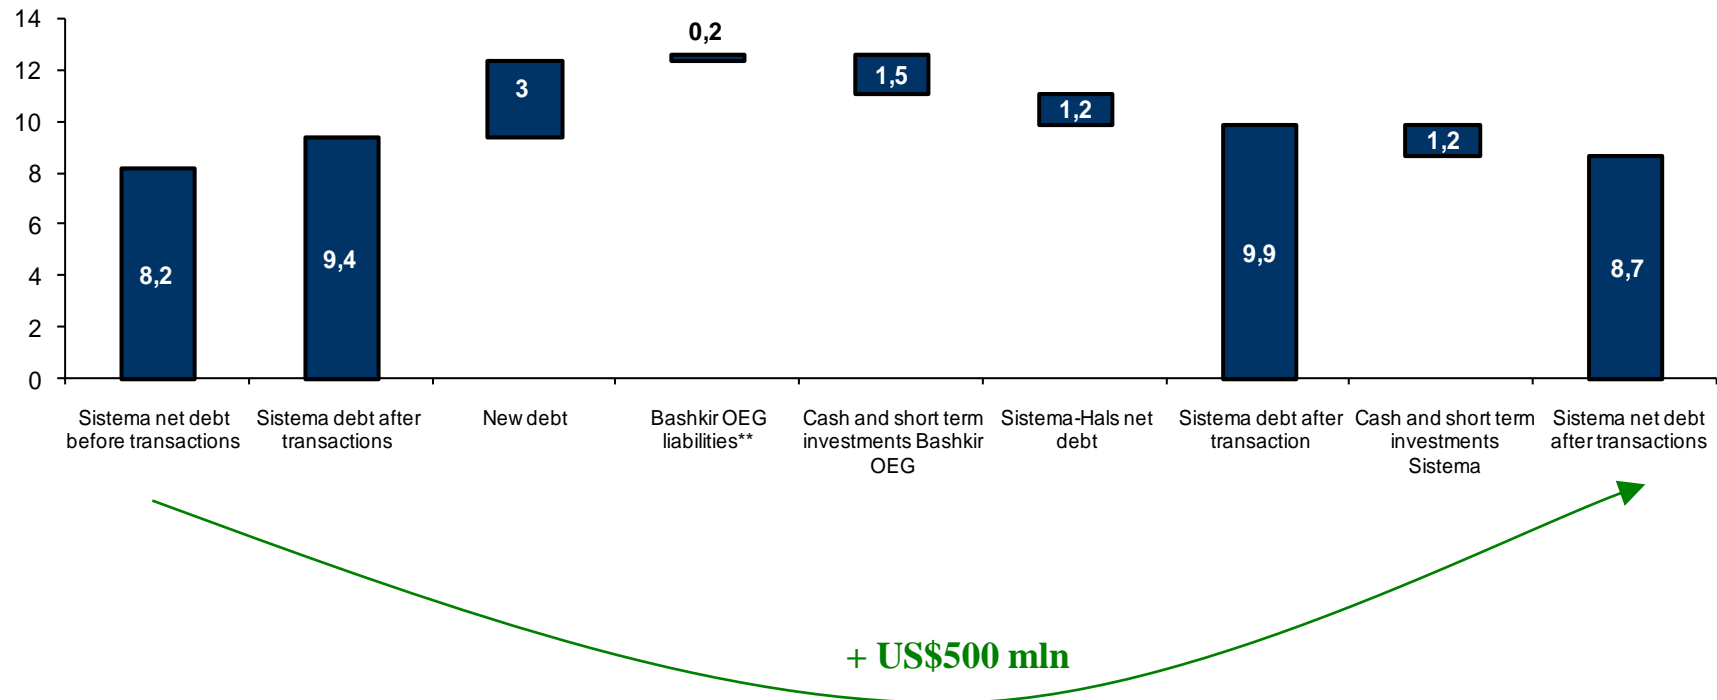 14
12
10
8
6
4
2
0
8,2
9,4
3
0,2
1,5
1,2
9,9
1,2
8,7
Sistema net debt
before transactions
Sistema debt after
transactions
New debt
Bashkir OEG
liabilities**
Cash and short term
investments Bashkir
OEG
Sistema-Hals net
debt
Sistema debt after
transaction
Cash and short term
investments
Sistema
Sistema net debt
after transactions
+ US$500 mln